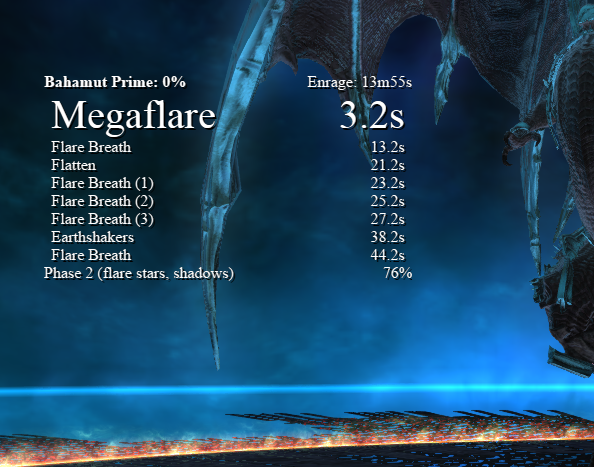 Bahamut Prime: 0% Enrage: 13m55s
Megaflare 3.2s
Flare Breath 13.2s
Flatten 21.2s
Flare Breath (1) 23.2s
Flare Breath (2) 25.2s
Flare Breath (3) 27.2s
Earthshakers 38.2s
Flare Breath 44.2s
Phase 2 (flare stars, shadows) 76%